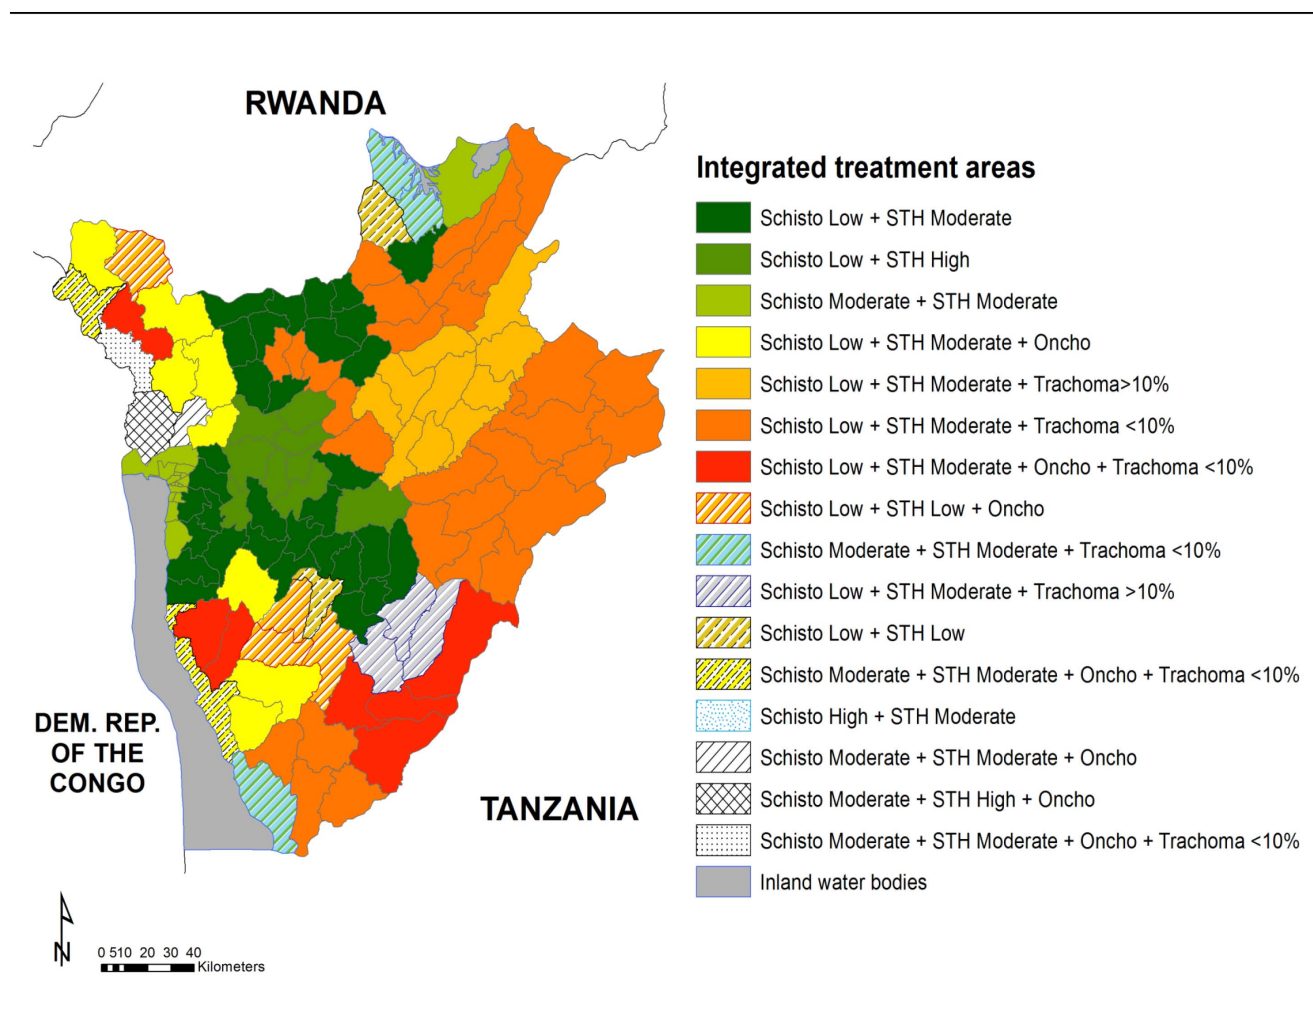 RWANDA
DEM. REP.
OF THE
CONGO
TANZANIA
N
0 510 20 30 40
Kilometers
Integrated treatment areas
Schisto Low + STH Moderate
Schisto Low + STH High
Schisto Moderate + STH Moderate
Schisto Low + STH Moderate + Oncho
Schisto Low + STH Moderate + Trachoma>10%
Schisto Low + STH Moderate + Trachoma <10%
Schisto Low + STH Moderate + Oncho + Trachoma <10%
Schisto Low + STH Low + Oncho
Schisto Moderate + STH Moderate + Trachoma <10%
Schisto Low + STH Moderate + Trachoma >10%
Schisto Low + STH Low
Schisto Moderate + STH Moderate + Oncho + Trachoma <10%
Schisto High + STH Moderate
Schisto Moderate + STH Moderate + Oncho
Schisto Moderate + STH High + Oncho
Schisto Moderate + STH Moderate + Oncho + Trachoma <10%
Inland water bodies